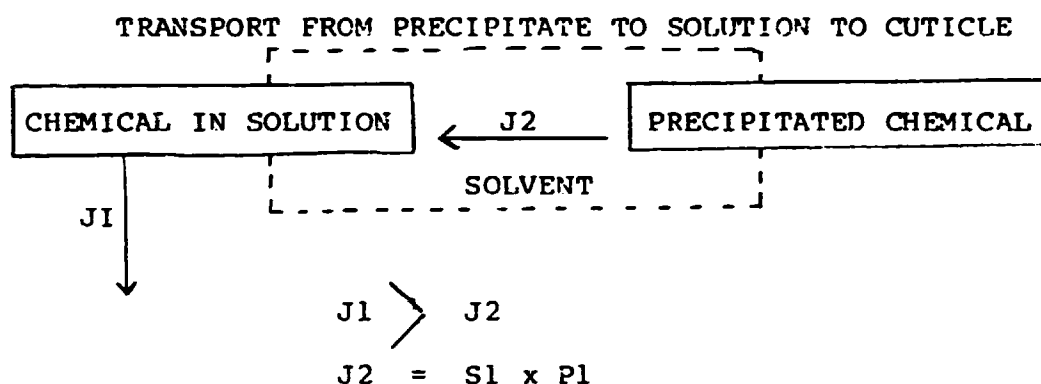 TRANSPORT FROM PRECIPITATE TO SOLUTION TO CUTICLE
CHEMICAL IN SOLUTION J2 PRECIPITATED CHEMICAL
SOLVENT
JI
J1 > J2
J2 = S1 x P1